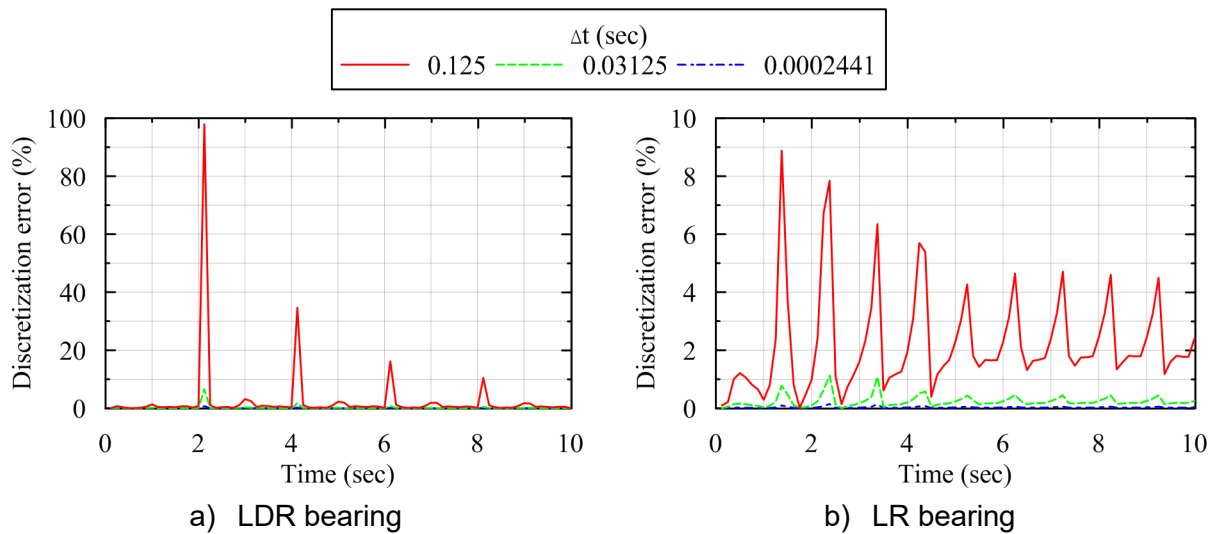 Δt (sec)
0.125 0.03125 0.0002441
Discretization error (%)
100
80
60
40
20
0
0 2 4 6 8 10
Time (sec)
a) LDR bearing
Discretization error (%)
10
8
6
4
2
0
0 2 4 6 8 10
Time (sec)
b) LR bearing